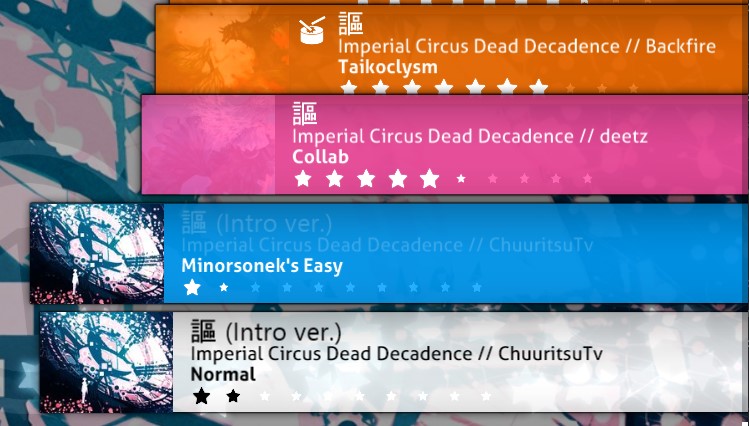 謳
Imperial Circus Dead Decadence // Backfire
Taikoclysm
謳
Imperial Circus Dead Decadence // deetz
Collab
謳 (Intro ver.)
Imperial Circus Dead Decadence // ChuuritsuTv
Minorsonek's Easy
謳 (Intro ver.)
Imperial Circus Dead Decadence // ChuuritsuTv
Normal